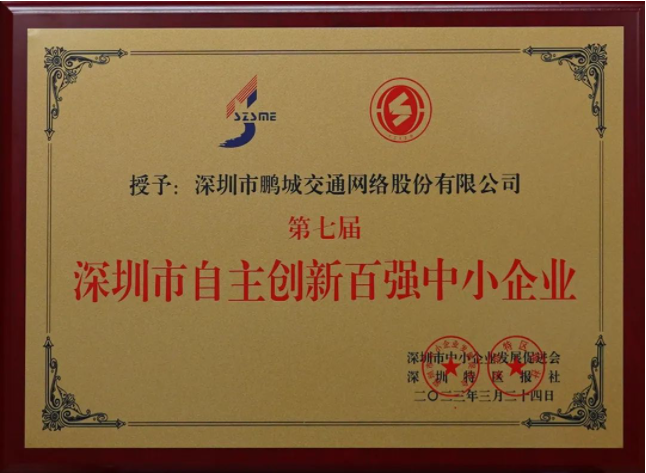 SZSME
授予：深圳市鹏城交通网络股份有限公司
第七届
深圳市自主创新百强中小企业
深圳市中小企业发展促进会
深圳特区报社
二〇二三年三月二十四日